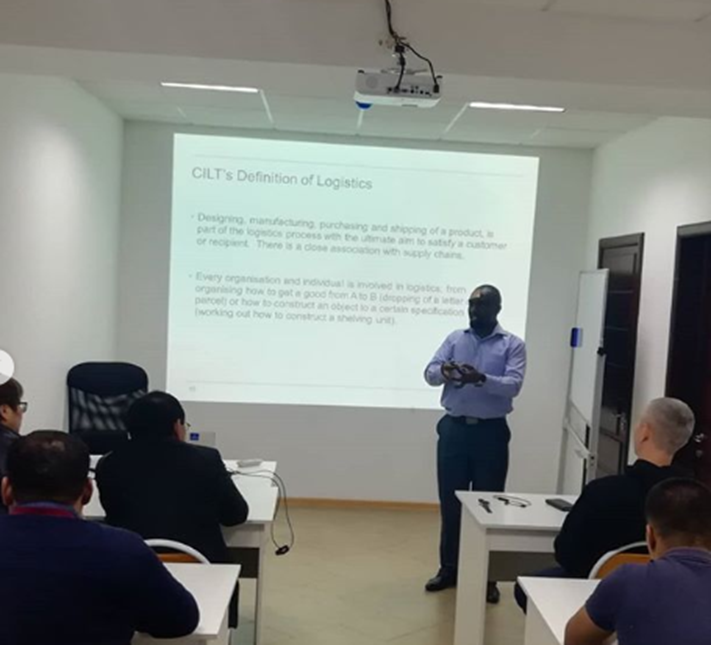 CILT's Definition of Logistics
Designing, manufacturing, purchasing and shipping of a product, is
part of the logistics process with the ultimate aim to satisfy a customer
or recipient. There is a close association with supply chains.
Every organisation and individual is involved in logistics, from
organising how to get a good from A to B (dropping of a letter
parcel) or how to construct an object to a certain specification
(working out how to construct a shelving unit).